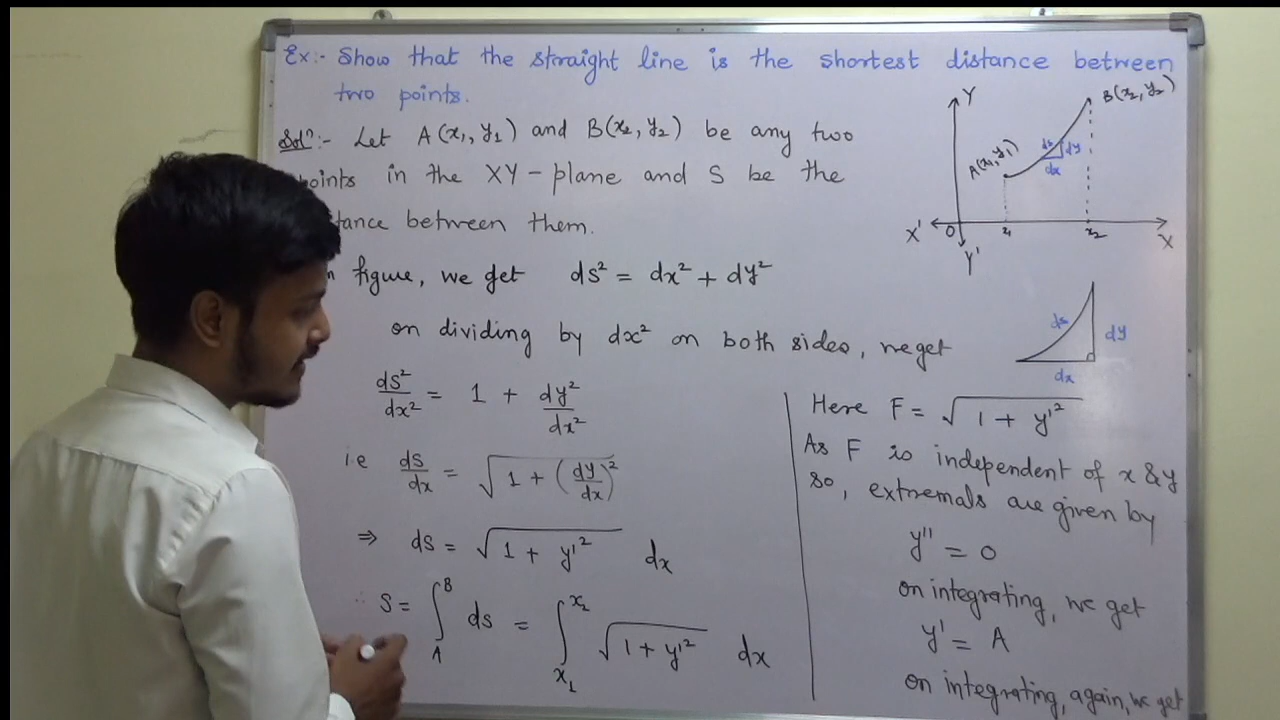 Ex:- Show that the straight line is the shortest distance between
two points.
Solⁿ:- Let A(x₁, y₁) and B(x₂, y₂) be any two
points in the XY-plane and S be the
tance between them.
n figure, we get ds² = dx² + dy²
on dividing by dx² on both sides, we get
ds²/dx² = 1 + dy²/dx²
i.e ds/dx = √(1 + (dy/dx)²)
⇒ ds = √(1 + y'²) dx
∴ S = ∫_A^B ds = ∫_{x₁}^{x₂} √(1 + y'²) dx
Y
B(x₂, y₂)
A(x₁, y₁)
ds dy
dx
X' O x₁ x₂ X
Y'
ds dy
dx
Here F = √(1 + y'²)
As F is independent of x & y
so, extremals are given by
y'' = 0
on integrating, we get
y' = A
on integrating, again, we get